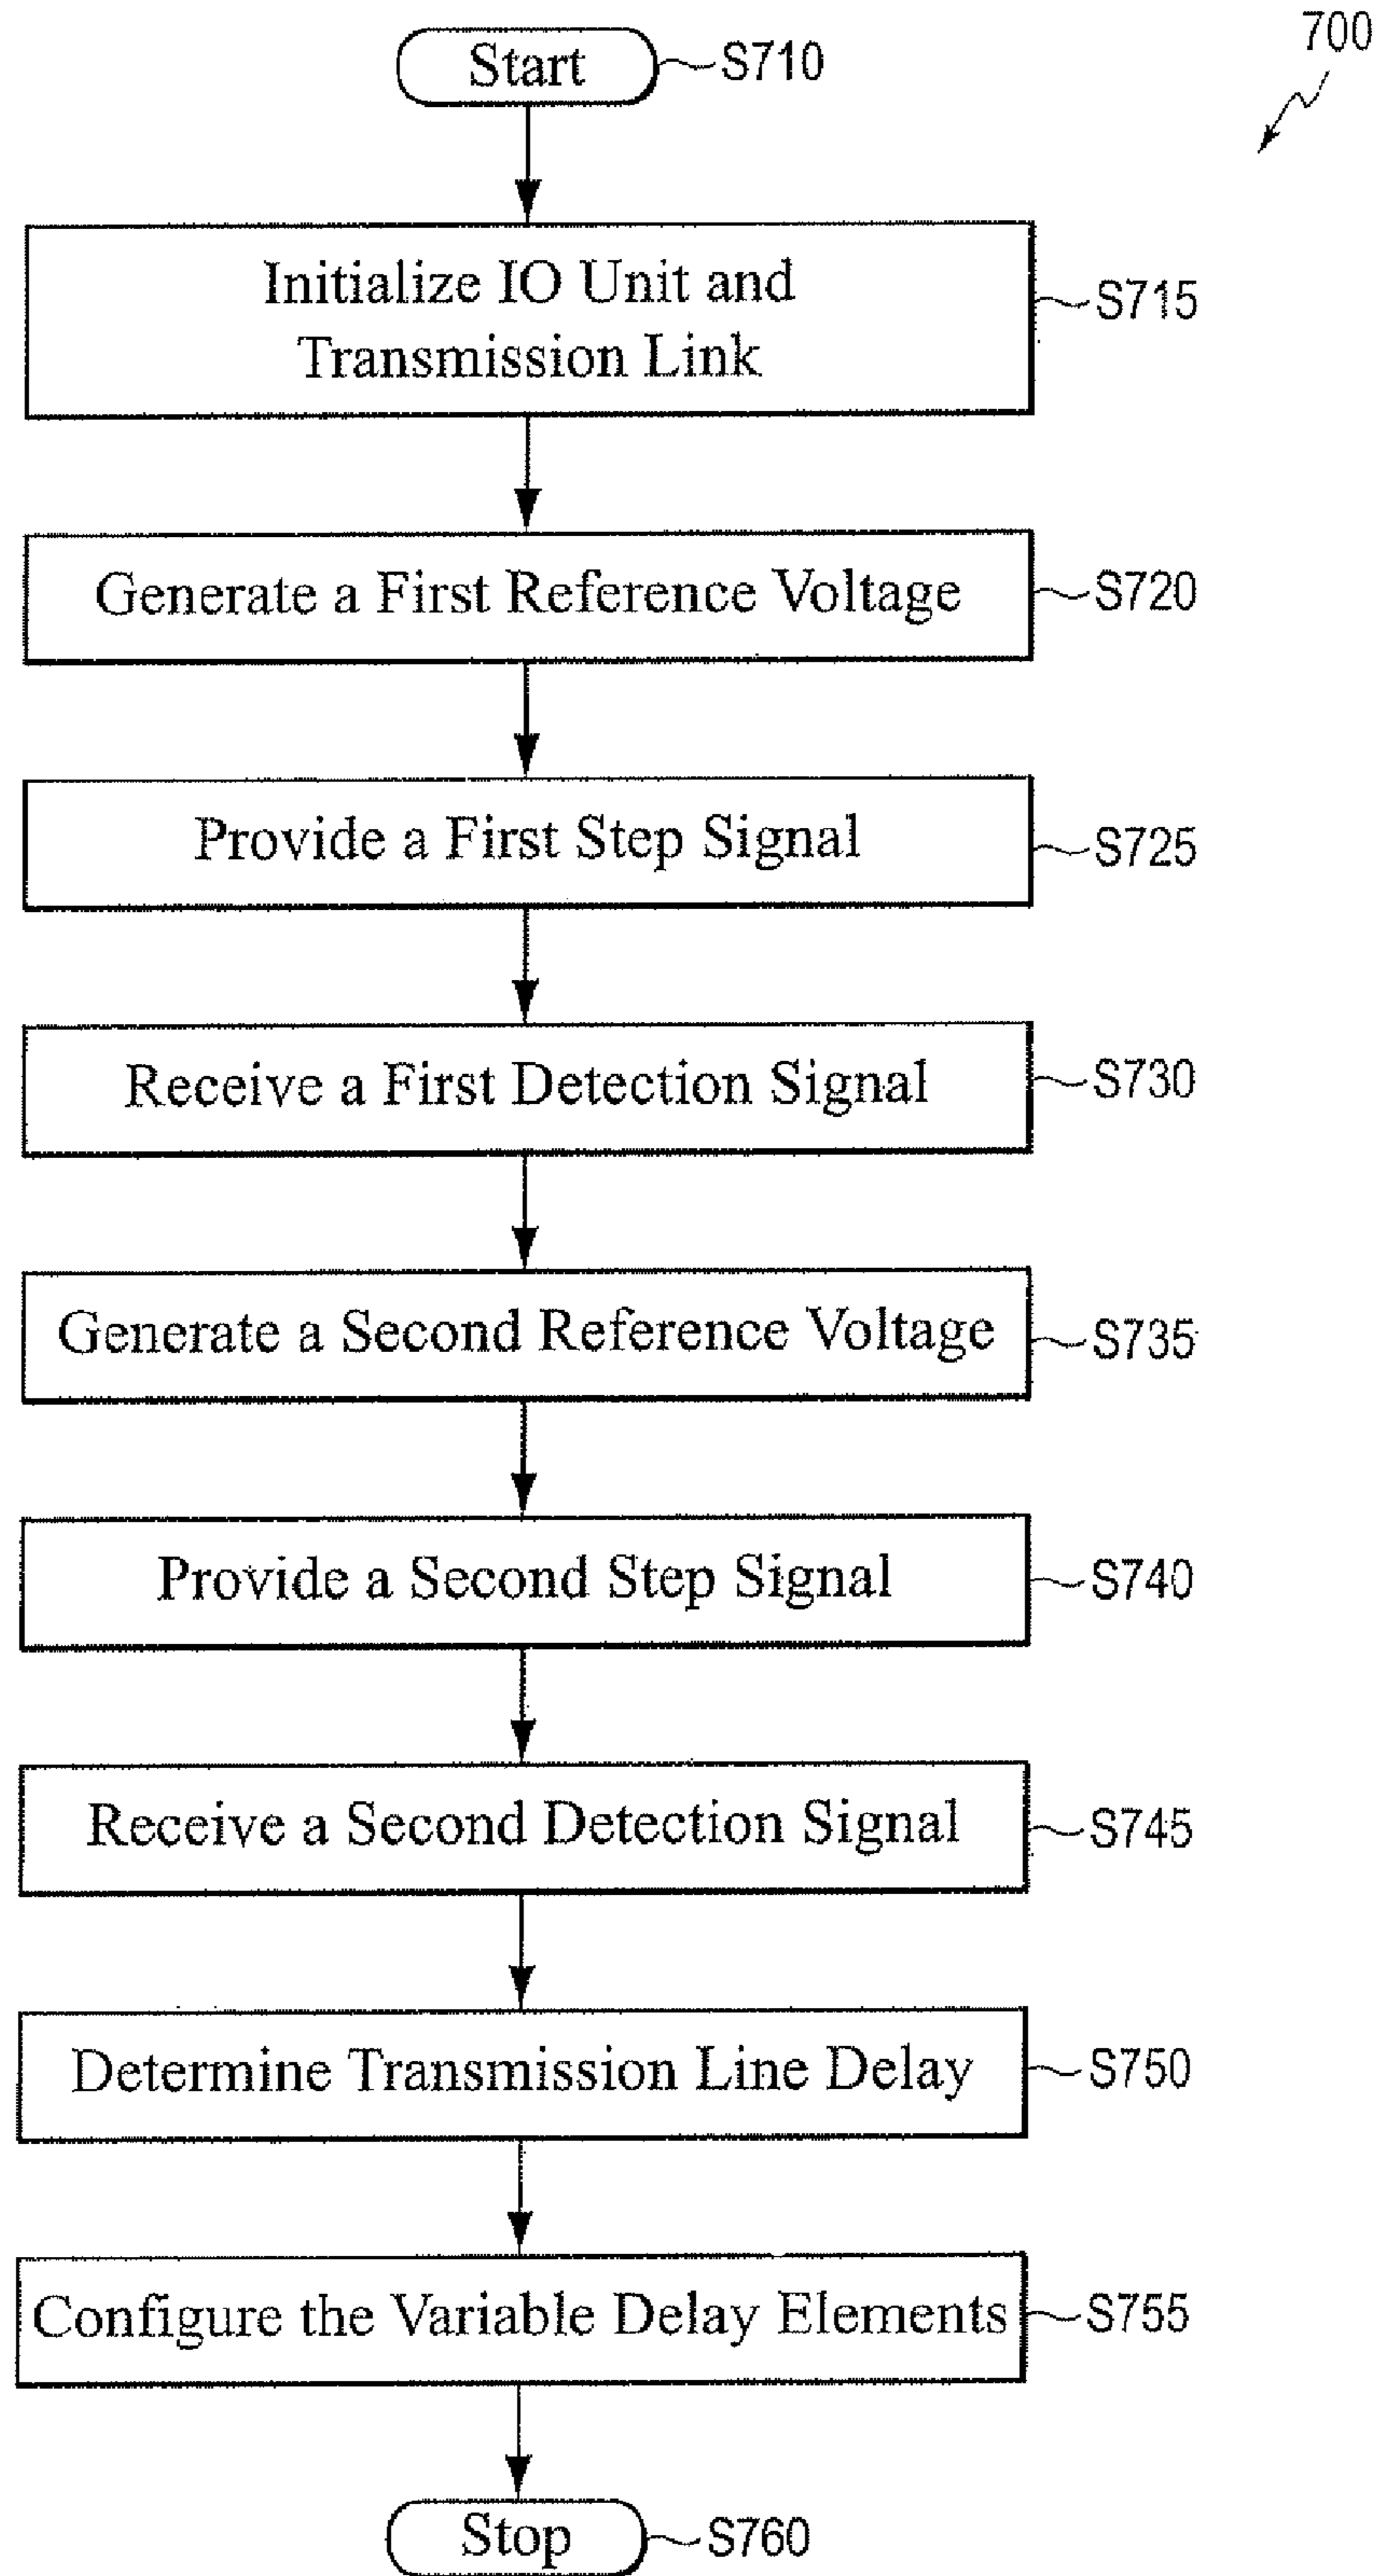 700
Start
S710
Initialize IO Unit and
Transmission Link
S715
Generate a First Reference Voltage
S720
Provide a First Step Signal
S725
Receive a First Detection Signal
S730
Generate a Second Reference Voltage
S735
Provide a Second Step Signal
S740
Receive a Second Detection Signal
S745
Determine Transmission Line Delay
S750
Configure the Variable Delay Elements
S755
Stop
S760